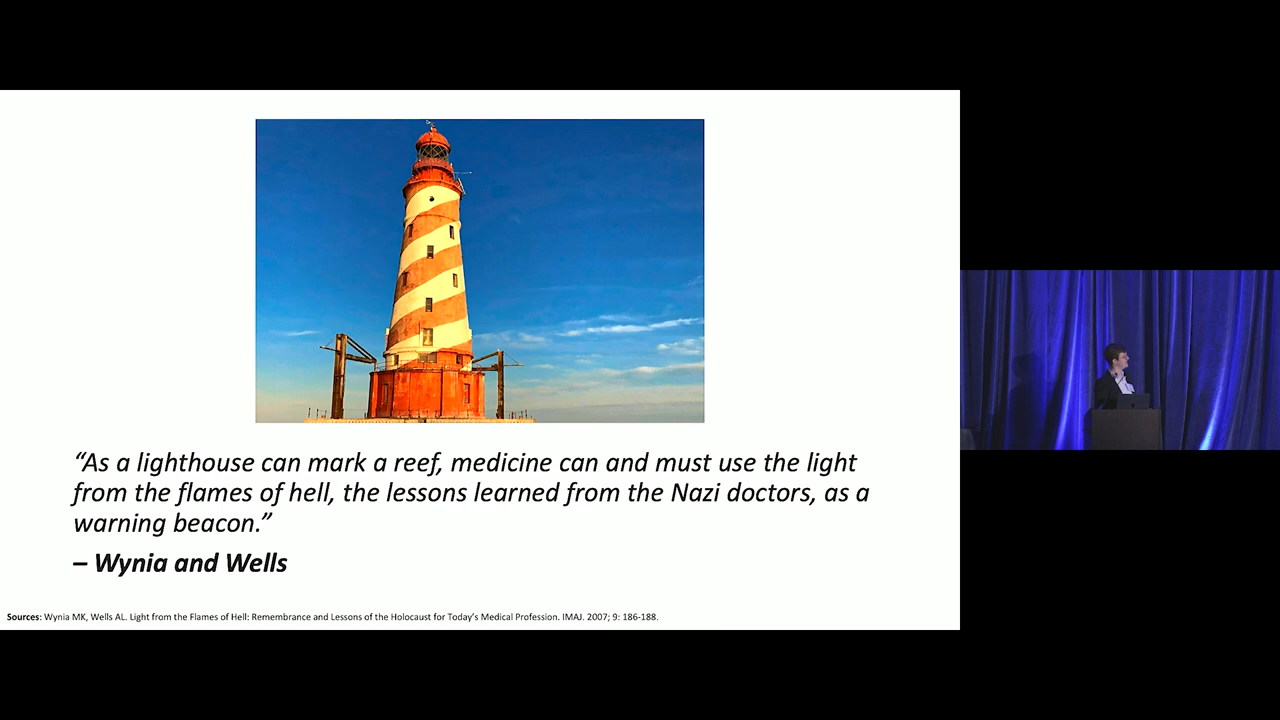 “As a lighthouse can mark a reef, medicine can and must use the light
from the flames of hell, the lessons learned from the Nazi doctors, as a
warning beacon.”
– Wynia and Wells
Sources: Wynia MK, Wells AL. Light from the Flames of Hell: Remembrance and Lessons of the Holocaust for Today’s Medical Profession. IMAJ. 2007; 9: 186-188.